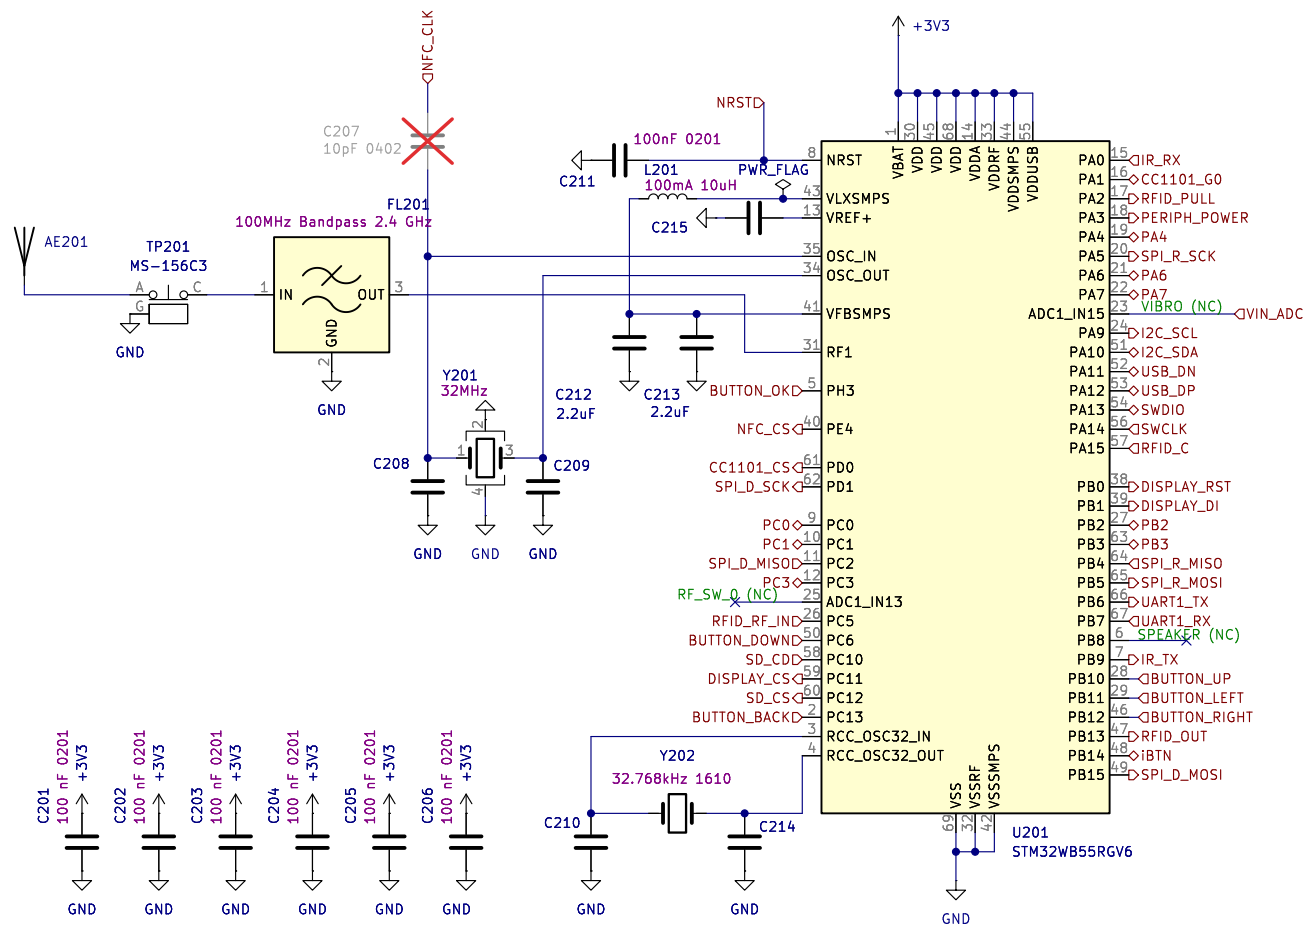 NFC_CLK
+3V3
C207
10pF 0402
NRST
100nF 0201
C211
L201
100mA 10uH
PWR_FLAG
C215
FL201
100MHz Bandpass 2.4 GHz
AE201
TP201
MS-156C3
A
C
G
GND
1
IN
OUT
3
GND
2
GND
Y201
32MHz
2
1
3
4
C208
C209
GND
GND
GND
C212
2.2uF
C213
2.2uF
1
30
45
68
14
33
44
55
VBAT
VDD
VDD
VDD
VDDA
VDDRF
VDDSMPS
VDDUSB
8 NRST
43 VLXSMPS
13 VREF+
35 OSC_IN
34 OSC_OUT
41 VFBSMPS
31 RF1
BUTTON_OK 5 PH3
NFC_CS 40 PE4
CC1101_CS 61 PD0
SPI_D_SCK 62 PD1
PC0 9 PC0
PC1 10 PC1
SPI_D_MISO 11 PC2
PC3 12 PC3
RF_SW_0 (NC) 25 ADC1_IN13
RFID_RF_IN 26 PC5
BUTTON_DOWN 50 PC6
SD_CD 58 PC10
DISPLAY_CS 59 PC11
SD_CS 60 PC12
BUTTON_BACK 2 PC13
3 RCC_OSC32_IN
4 RCC_OSC32_OUT
PA0 15 IR_RX
PA1 16 CC1101_G0
PA2 17 RFID_PULL
PA3 18 PERIPH_POWER
PA4 19 PA4
PA5 20 SPI_R_SCK
PA6 21 PA6
PA7 22 PA7
ADC1_IN15 23 VIBRO (NC) VIN_ADC
PA9 24 I2C_SCL
PA10 51 I2C_SDA
PA11 52 USB_DN
PA12 53 USB_DP
PA13 54 SWDIO
PA14 56 SWCLK
PA15 57 RFID_C
PB0 38 DISPLAY_RST
PB1 39 DISPLAY_DI
PB2 27 PB2
PB3 63 PB3
PB4 64 SPI_R_MISO
PB5 65 SPI_R_MOSI
PB6 66 UART1_TX
PB7 67 UART1_RX
PB8 6 SPEAKER (NC)
PB9 7 IR_TX
PB10 28 BUTTON_UP
PB11 29 BUTTON_LEFT
PB12 46 BUTTON_RIGHT
PB13 47 RFID_OUT
PB14 48 iBTN
PB15 49 SPI_D_MOSI
VSS
VSSRF
VSSSMPS
69
32
42
U201
STM32WB55RGV6
GND
Y202
32.768kHz 1610
C210
C214
GND
GND
C201
100 nF 0201
+3V3
GND
C202
100 nF 0201
+3V3
GND
C203
100 nF 0201
+3V3
GND
C204
100 nF 0201
+3V3
GND
C205
100 nF 0201
+3V3
GND
C206
100 nF 0201
+3V3
GND